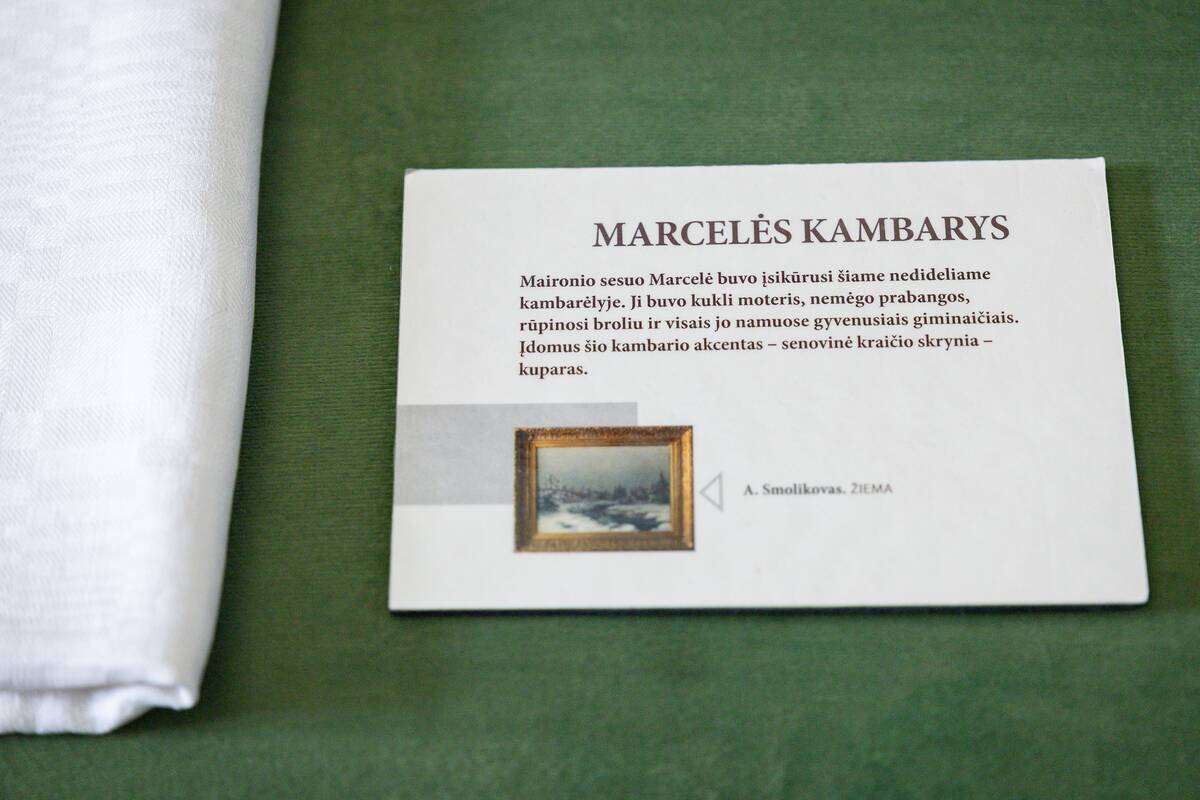 MARCELĖS KAMBARYS
Maironio sesuo Marcelė buvo įsikūrusi šiame nedideliame
kambarėlyje. Ji buvo kukli moteris, nemėgo prabangos,
rūpinosi broliu ir visais jo namuose gyvenusiais giminaičiais.
Įdomus šio kambario akcentas – senovinė kraičio skrynia –
kuparas.
A. Smolikovas. ŽIEMA